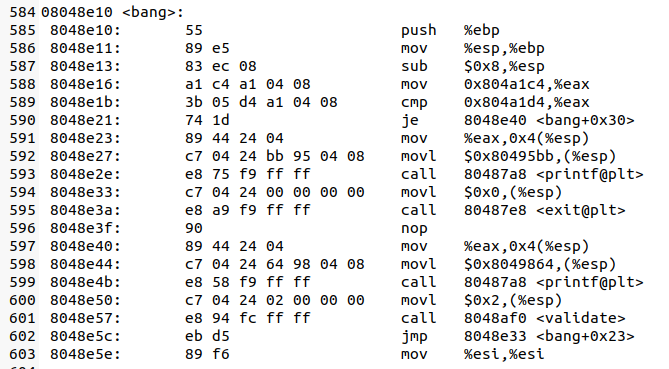 584 08048e10 <bang>:
585 8048e10: 55 push %ebp
586 8048e11: 89 e5 mov %esp,%ebp
587 8048e13: 83 ec 08 sub $0x8,%esp
588 8048e16: a1 c4 a1 04 08 mov 0x804a1c4,%eax
589 8048e1b: 3b 05 d4 a1 04 08 cmp 0x804a1d4,%eax
590 8048e21: 74 1d je 8048e40 <bang+0x30>
591 8048e23: 89 44 24 04 mov %eax,0x4(%esp)
592 8048e27: c7 04 24 bb 95 04 08 movl $0x80495bb,(%esp)
593 8048e2e: e8 75 f9 ff ff call 80487a8 <printf@plt>
594 8048e33: c7 04 24 00 00 00 00 movl $0x0,(%esp)
595 8048e3a: e8 a9 f9 ff ff call 80487e8 <exit@plt>
596 8048e3f: 90 nop
597 8048e40: 89 44 24 04 mov %eax,0x4(%esp)
598 8048e44: c7 04 24 64 98 04 08 movl $0x8049864,(%esp)
599 8048e4b: e8 58 f9 ff ff call 80487a8 <printf@plt>
600 8048e50: c7 04 24 02 00 00 00 movl $0x2,(%esp)
601 8048e57: e8 94 fc ff ff call 8048af0 <validate>
602 8048e5c: eb d5 jmp 8048e33 <bang+0x23>
603 8048e5e: 89 f6 mov %esi,%esi